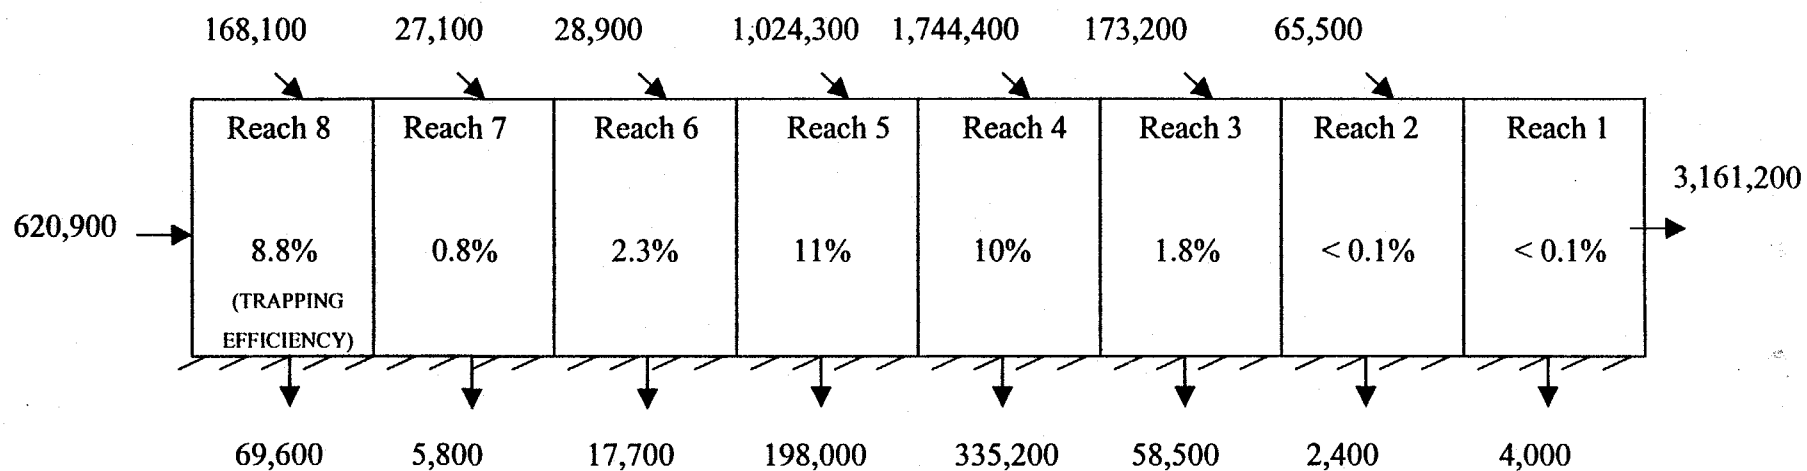 168,100 27,100 28,900 1,024,300 1,744,400 173,200 65,500
Reach 8 Reach 7 Reach 6 Reach 5 Reach 4 Reach 3 Reach 2 Reach 1
3,161,200
620,900
8.8% 0.8% 2.3% 11% 10% 1.8% < 0.1% < 0.1%
(TRAPPING
EFFICIENCY)
69,600 5,800 17,700 198,000 335,200 58,500 2,400 4,000